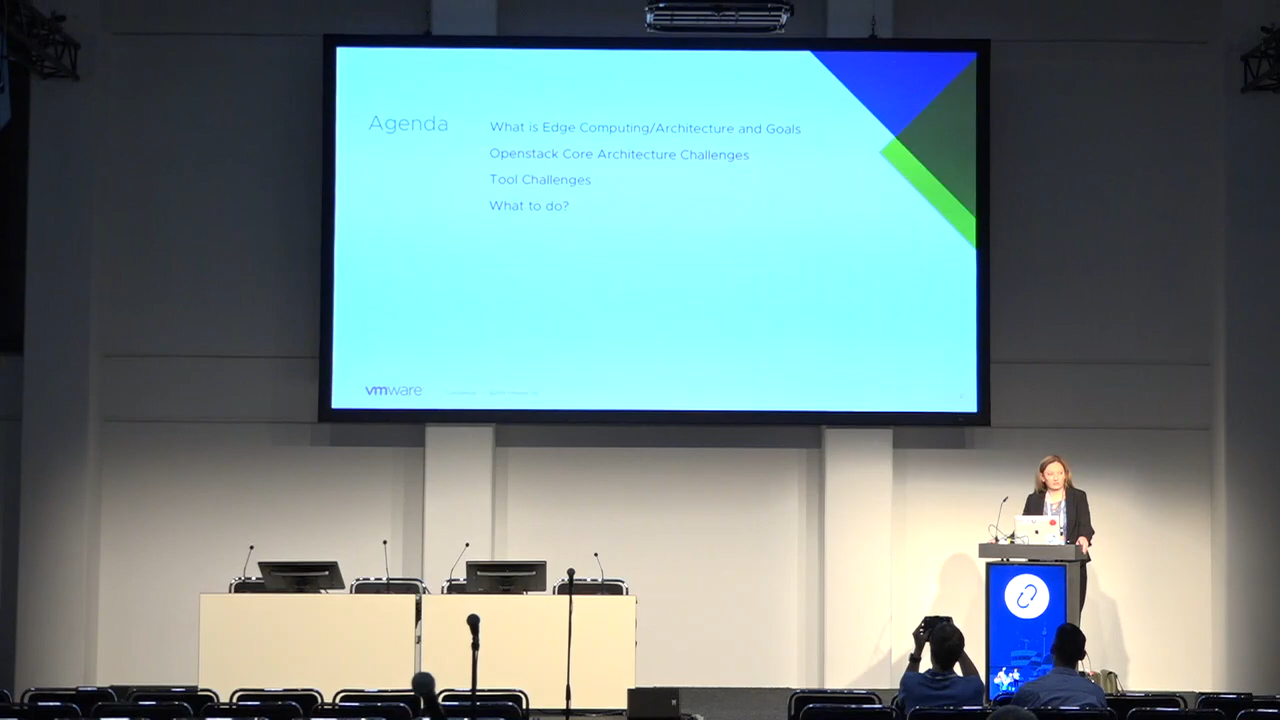 Agenda
What is Edge Computing/Architecture and Goals
Openstack Core Architecture Challenges
Tool Challenges
What to do?
vmware